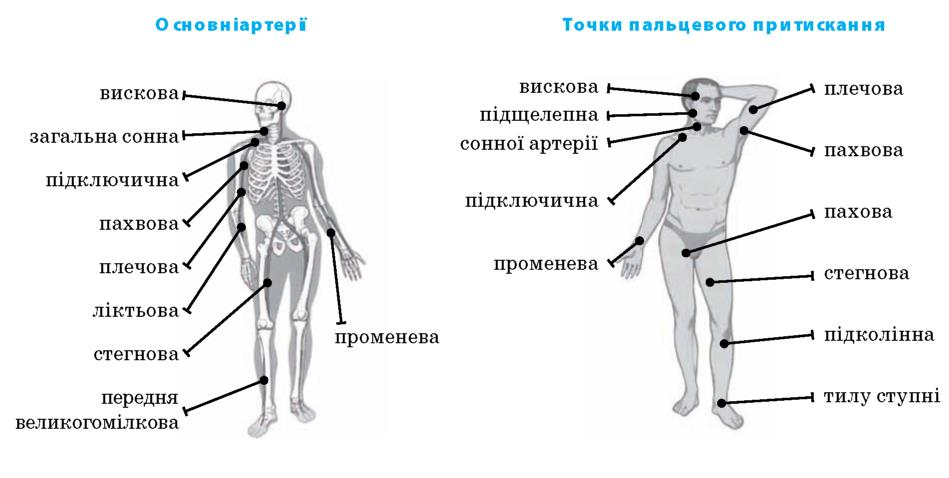 Основніартерії
вискова
загальна сонна
підключична
пахвова
плечова
ліктьова
стегнова
передня
великогомілкова
променева
Точки пальцевого притискання
вискова
підщелепна
сонної артерії
підключична
променева
плечова
пахвова
пахова
стегнова
підколінна
тилу ступні